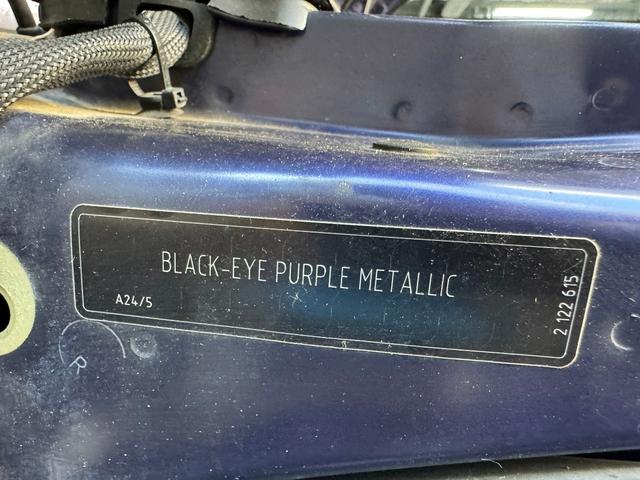 BLACK-EYE PURPLE METALLIC
A24/5
2 122 615
R